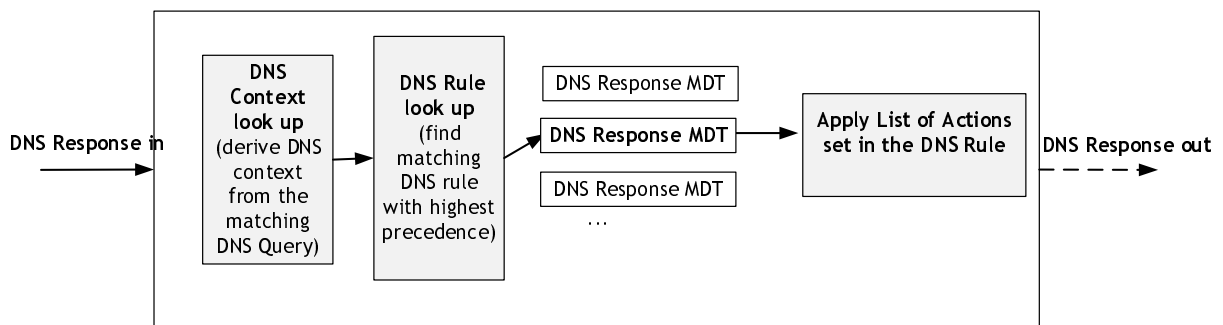 DNS Response in
DNS
Context
look up
(derive DNS
context
from the
matching
DNS Query)
DNS Rule
look up
(find
matching
DNS rule
with highest
precedence)
DNS Response MDT
DNS Response MDT
DNS Response MDT
...
Apply List of Actions
set in the DNS Rule
DNS Response out